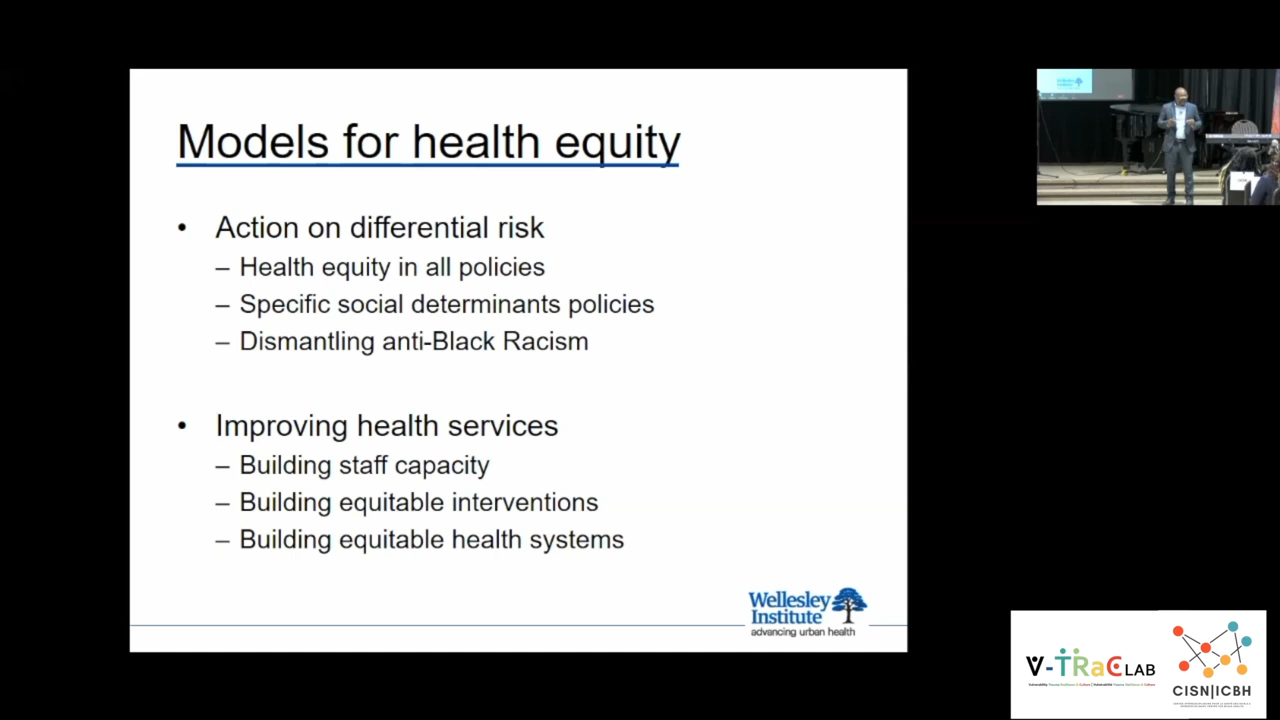 Models for health equity
• Action on differential risk
– Health equity in all policies
– Specific social determinants policies
– Dismantling anti-Black Racism
• Improving health services
– Building staff capacity
– Building equitable interventions
– Building equitable health systems
Wellesley
Institute
advancing urban health
V-TRaC LAB
CISN|ICBH